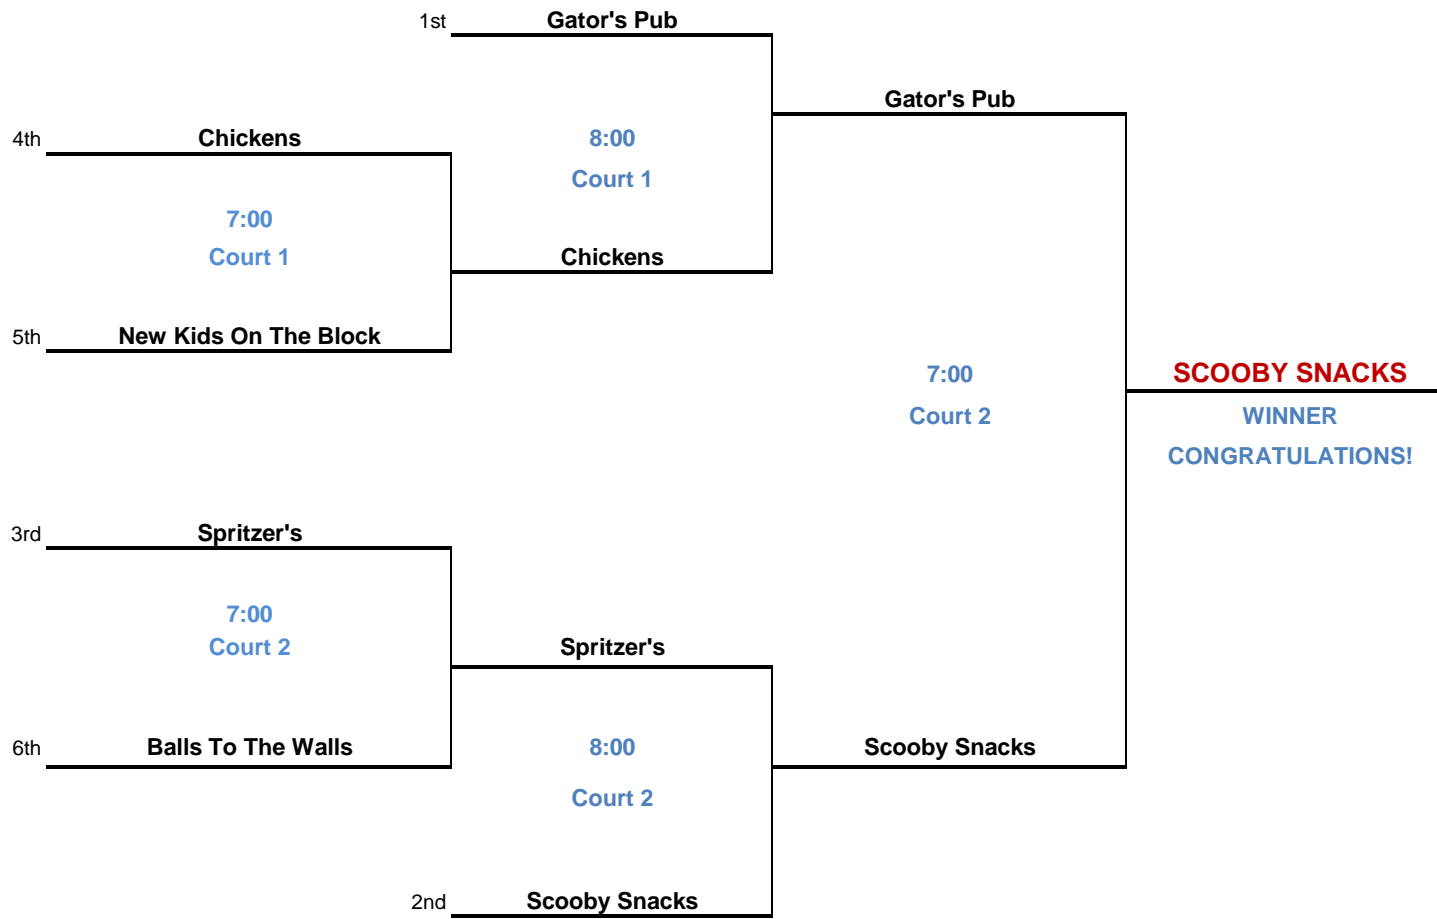 1st Gator's Pub
Gator's Pub
4th Chickens
8:00
Court 1
7:00
Court 1
Chickens
5th New Kids On The Block
7:00
Court 2
SCOOBY SNACKS
WINNER
CONGRATULATIONS!
3rd Spritzer's
7:00
Court 2
Spritzer's
6th Balls To The Walls
8:00
Court 2
Scooby Snacks
2nd Scooby Snacks